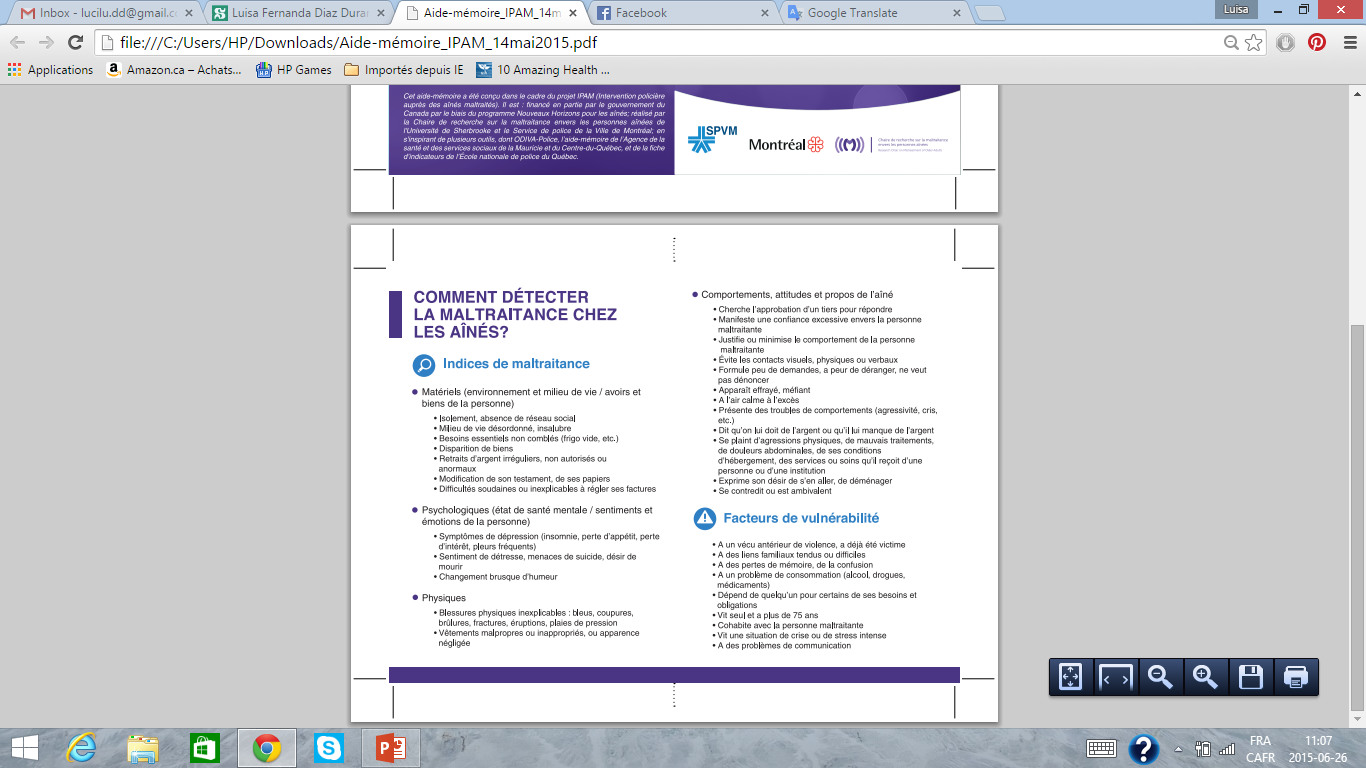 Inbox - lucilu.dd@gmail.c
Luisa Fernanda Diaz Dura
Aide-mémoire_IPAM_14m
Facebook
Google Translate
Luisa
file:///C:/Users/HP/Downloads/Aide-mémoire_IPAM_14mai2015.pdf
Applications
Amazon.ca – Achats...
HP Games
Importés depuis IE
10 Amazing Health ...
Cet aide-mémoire a été conçu dans le cadre du projet IPAM (Intervention policière
auprès des aînés maltraités). Il est : financé en partie par le gouvernement du
Canada par le biais du programme Nouveaux Horizons pour les aînés; réalisé par
la Chaire de recherche sur la maltraitance envers les personnes aînées de
l'Université de Sherbrooke et le Service de police de la Ville de Montréal; en
s'inspirant de plusieurs outils, dont ODIVA-Police, l'aide-mémoire de l'Agence de la
santé et des services sociaux de la Mauricie et du Centre-du-Québec, et de la fiche
d'indicateurs de l'École nationale de police du Québec.
SPVM
Montréal
Chaire de recherche sur la maltraitance
envers les personnes aînées
COMMENT DÉTECTER
LA MALTRAITANCE CHEZ
LES AÎNÉS?
Indices de maltraitance
• Matériels (environnement et milieu de vie / avoirs et
biens de la personne)
• Isolement, absence de réseau social
• Milieu de vie désordonné, insalubre
• Besoins essentiels non comblés (frigo vide, etc.)
• Disparition de biens
• Retraits d'argent irréguliers, non autorisés ou
anormaux
• Modification de son testament, de ses papiers
• Difficultés soudaines ou inexplicables à régler ses factures
• Psychologiques (état de santé mentale / sentiments et
émotions de la personne)
• Symptômes de dépression (insomnie, perte d'appétit, perte
d'intérêt, pleurs fréquents)
• Sentiment de détresse, menaces de suicide, désir de
mourir
• Changement brusque d'humeur
• Physiques
• Blessures physiques inexplicables : bleus, coupures,
brûlures, fractures, éruptions, plaies de pression
• Vêtements malpropres ou inappropriés, ou apparence
négligée
• Comportements, attitudes et propos de l'aîné
• Cherche l'approbation d'un tiers pour répondre
• Manifeste une confiance excessive envers la personne
maltraitante
• Justifie ou minimise le comportement de la personne
maltraitante
• Évite les contacts visuels, physiques ou verbaux
• Formule peu de demandes, a peur de déranger, ne veut
pas dénoncer
• Apparaît effrayé, méfiant
• A l'air calme à l'excès
• Présente des troubles de comportements (agressivité, cris,
etc.)
• Dit qu'on lui doit de l'argent ou qu'il lui manque de l'argent
• Se plaint d'agressions physiques, de mauvais traitements,
de douleurs abdominales, de ses conditions
d'hébergement, des services ou soins qu'il reçoit d'une
personne ou d'une institution
• Exprime son désir de s'en aller, de déménager
• Se contredit ou est ambivalent
Facteurs de vulnérabilité
• A un vécu antérieur de violence, a déjà été victime
• A des liens familiaux tendus ou difficiles
• A des pertes de mémoire, de la confusion
• A un problème de consommation (alcool, drogues,
médicaments)
• Dépend de quelqu'un pour certains de ses besoins et
obligations
• Vit seul et a plus de 75 ans
• Cohabite avec la personne maltraitante
• Vit une situation de crise ou de stress intense
• A des problèmes de communication
FRA
CAFR
11:07
2015-06-26